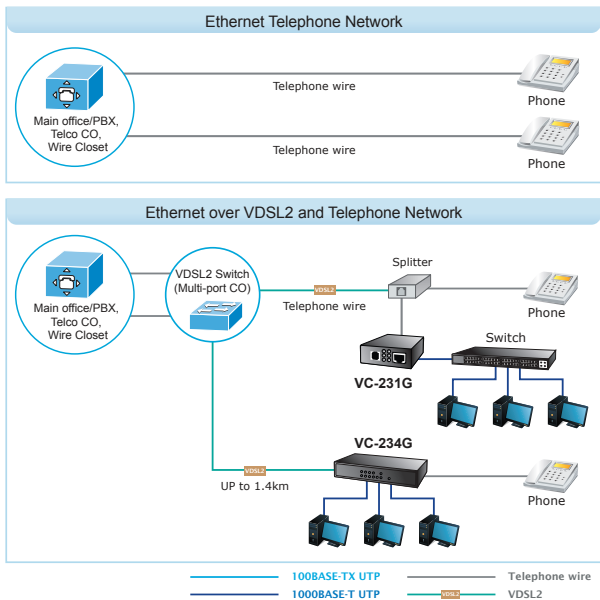 Ethernet Telephone Network
Telephone wire
Phone
Main office/PBX,
Telco CO,
Wire Closet
Telephone wire
Phone
Ethernet over VDSL2 and Telephone Network
Splitter
VDSL2 Switch
(Multi-port CO)
VDSL2
Telephone wire
Phone
Main office/PBX,
Telco CO,
Wire Closet
Switch
VC-231G
VC-234G
VDSL2
UP to 1.4km
Phone
100BASE-TX UTP
Telephone wire
1000BASE-T UTP
VDSL2
VDSL2